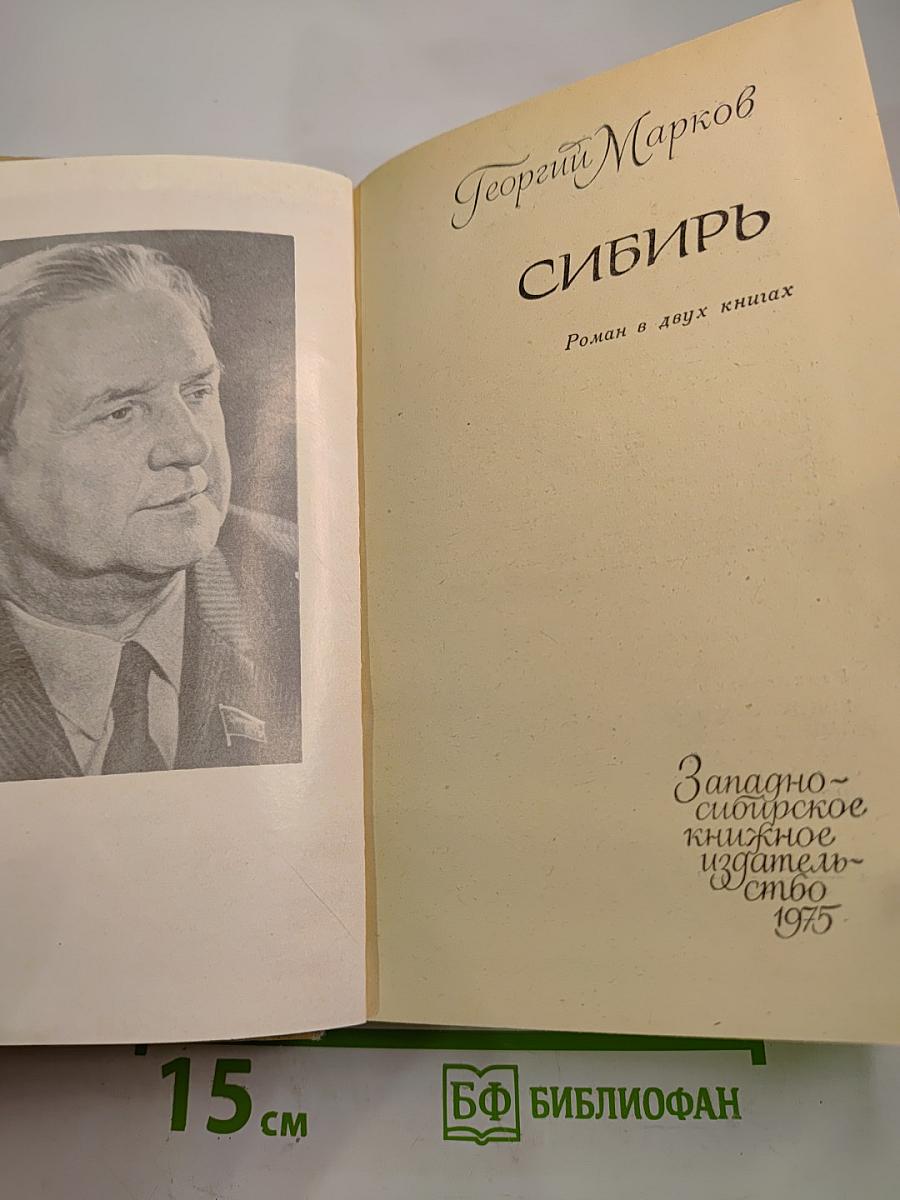 Георгий Марков
СИБИРЬ
Роман в двух книгах
Западно-
сибирское
книжное
издатель-
ство
1975
15 см
БФ БИБЛИОФАН